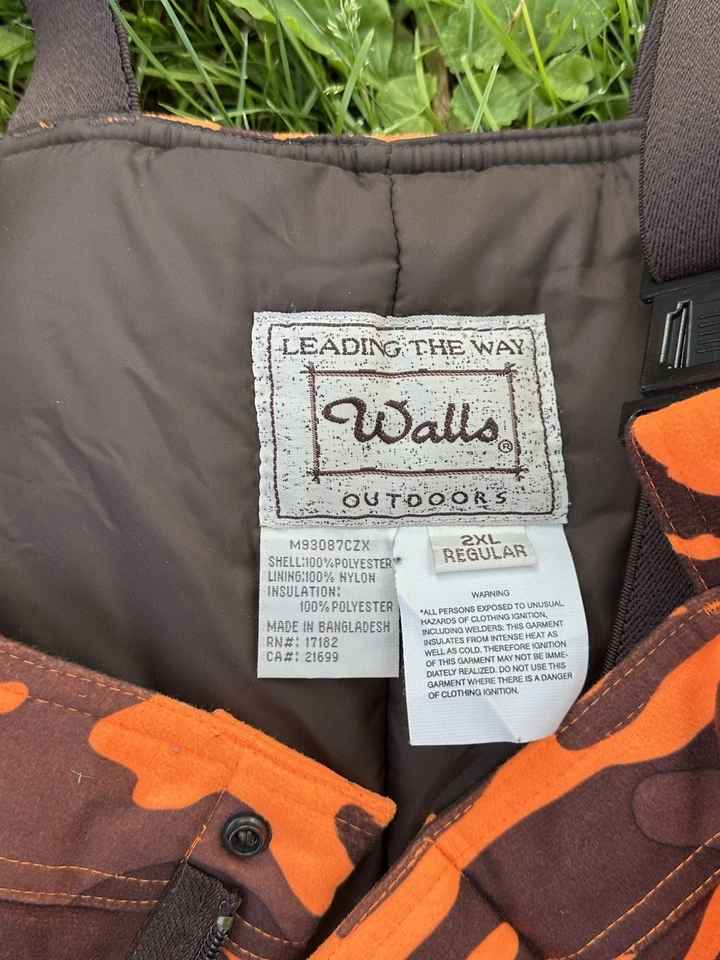 LEADING THE WAY
Walls®
OUTDOORS
M93087CZX
SHELL:100%POLYESTER
LINING:100% NYLON
INSULATION:
100%POLYESTER
MADE IN BANGLADESH
RN#: 17182
CA#: 21699
2XL
REGULAR
WARNING
*ALL PERSONS EXPOSED TO UNUSUAL
HAZARDS OF CLOTHING IGNITION,
INCLUDING WELDERS: THIS GARMENT
INSULATES FROM INTENSE HEAT AS
WELL AS COLD. THEREFORE IGNITION
OF THIS GARMENT MAY NOT BE IMME-
DIATELY REALIZED. DO NOT USE THIS
GARMENT WHERE THERE IS A DANGER
OF CLOTHING IGNITION.